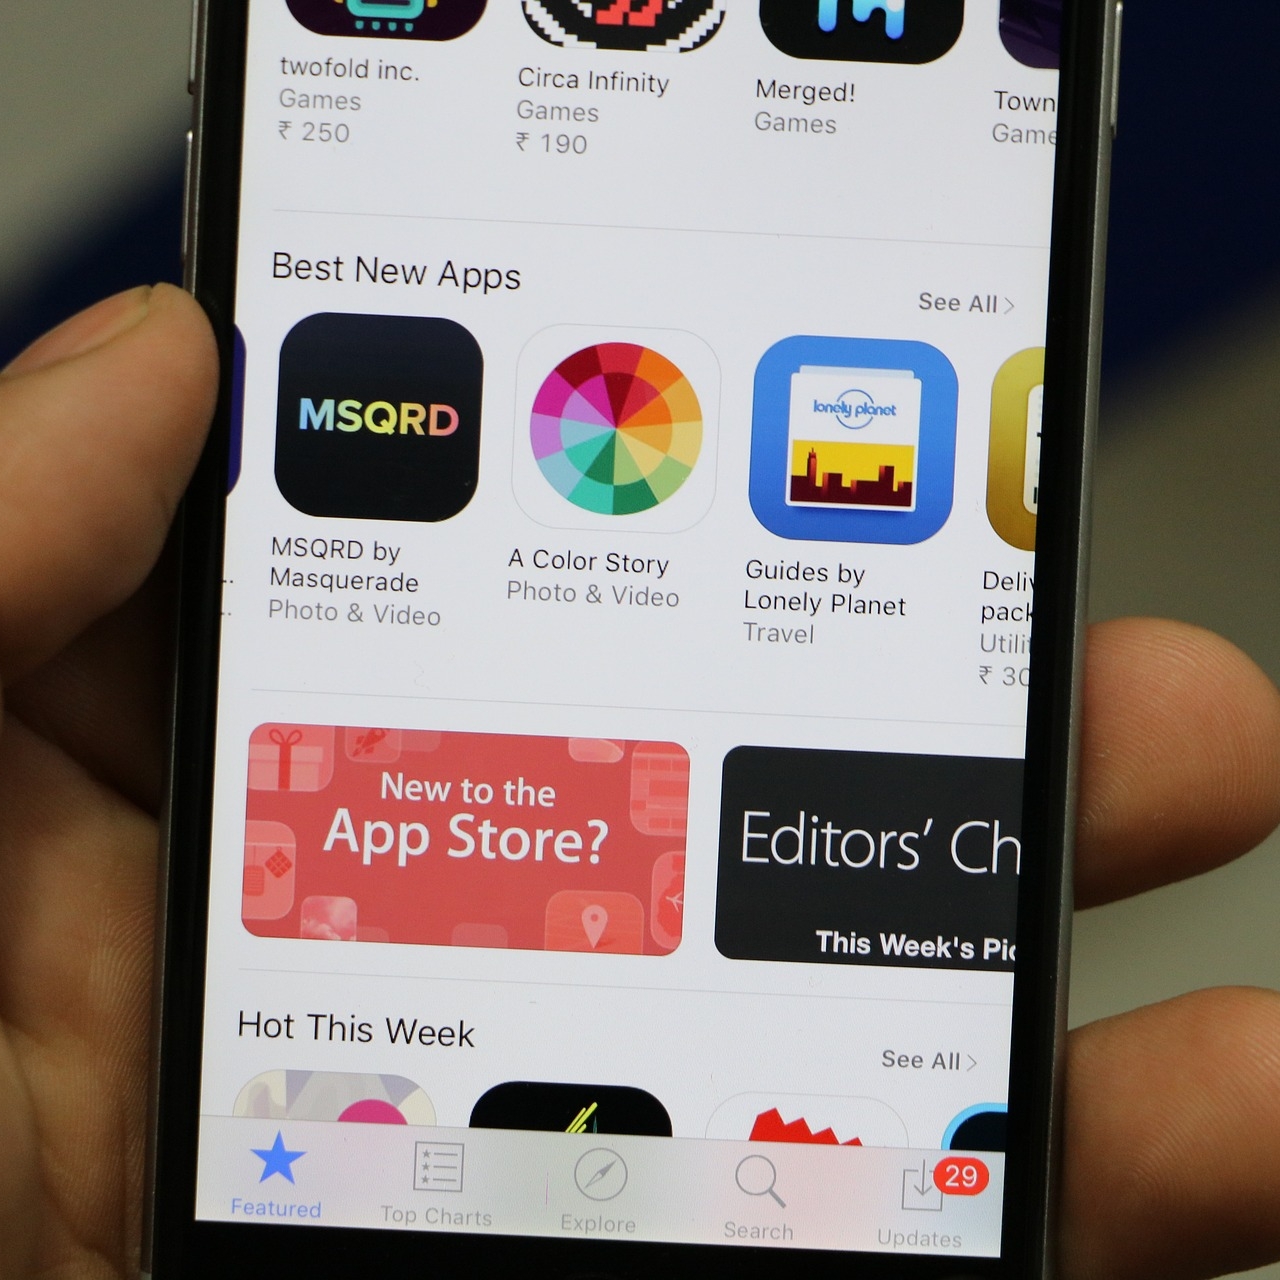 twofold inc.
Games
₹ 250
Circa Infinity
Games
₹ 190
Merged!
Games
Town
Game
Best New Apps
See All >
MSQRD
lonely planet
MSQRD by
Masquerade
Photo & Video
A Color Story
Photo & Video
Guides by
Lonely Planet
Travel
Deliv
pack
Utilit
₹ 30
New to the
App Store?
Editors' Ch
This Week's Pic
Hot This Week
See All >
Featured
Top Charts
Explore
Search
29
Updates